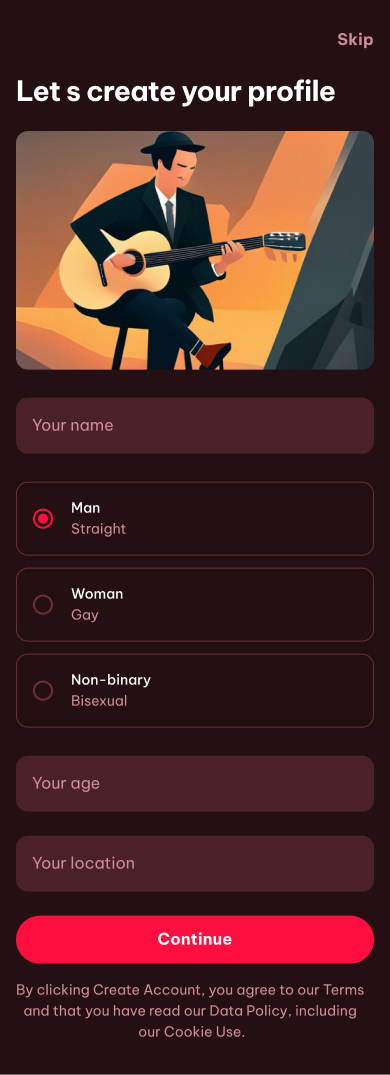 Skip
Let s create your profile
Your name
Man
Straight
Woman
Gay
Non-binary
Bisexual
Your age
Your location
Continue
By clicking Create Account, you agree to our Terms
and that you have read our Data Policy, including
our Cookie Use.